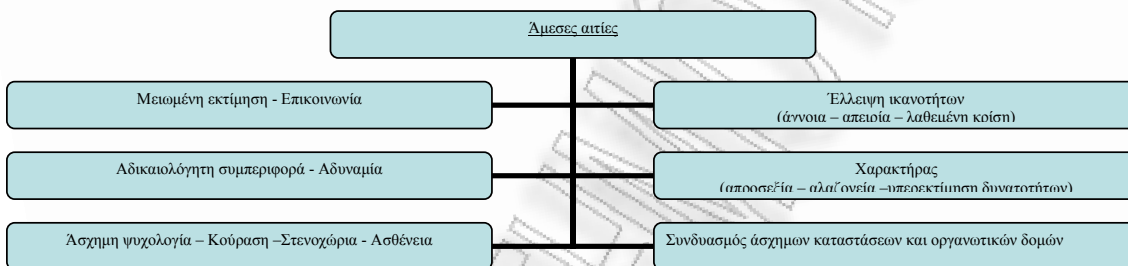 Άμεσες αιτίες
Μειωμένη εκτίμηση - Επικοινωνία
Έλλειψη ικανοτήτων
(άγνοια – απειρία – λαθεμένη κρίση)
Αδικαιολόγητη συμπεριφορά - Αδυναμία
Χαρακτήρας
(απροσεξία – αλαζονεία –υπερεκτίμηση δυνατοτήτων)
Άσχημη ψυχολογία – Κούραση –Στενοχώρια - Ασθένεια
Συνδυασμός άσχημων καταστάσεων και οργανωτικών δομών